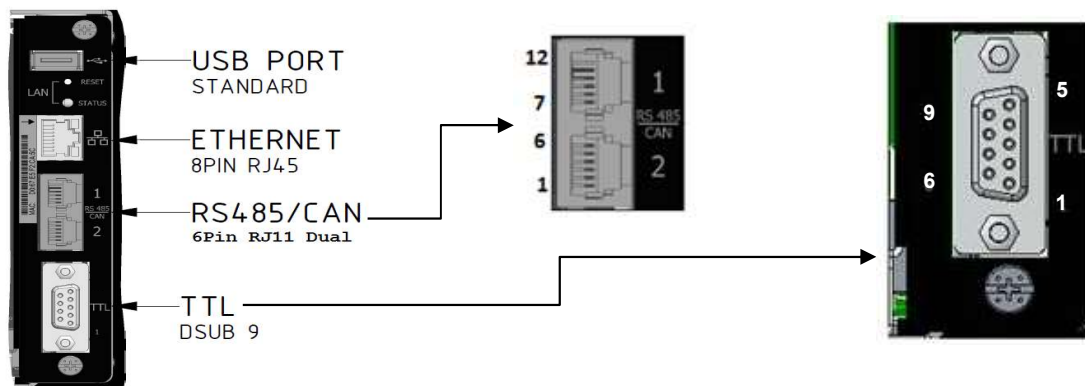 USB PORT
STANDARD
RESET
LAN
STATUS
ETHERNET
8PIN RJ45
1
RS 485
CAN
2
RS485/CAN
6Pin RJ11 Dual
TTL
1
TTL
DSUB 9
12
7
6
1
1
RS 485
CAN
2
5
9
TTL
6
1